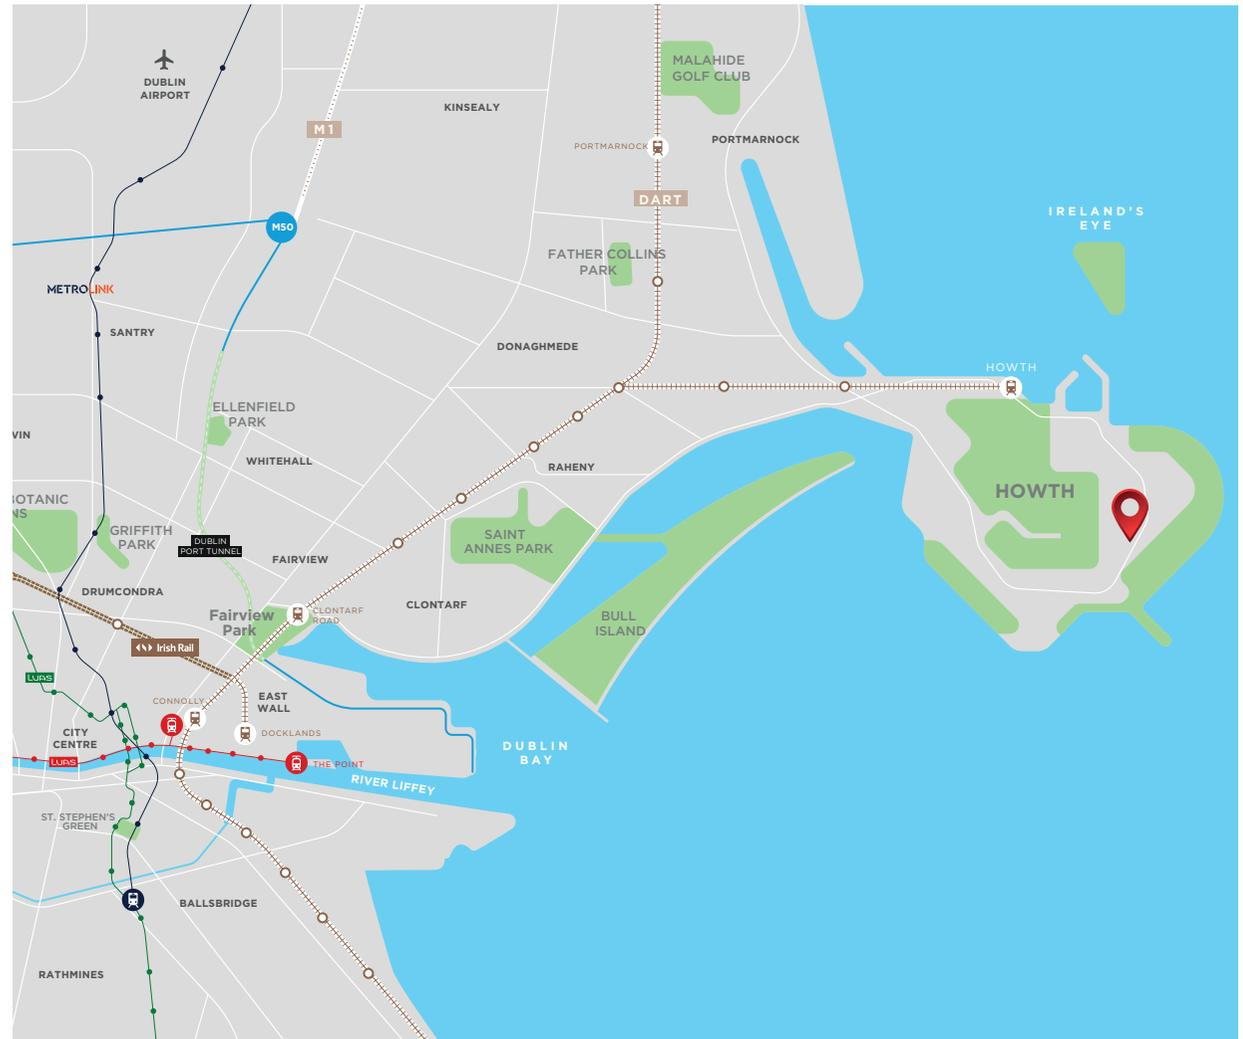 MALAHIDE
GOLF CLUB
DUBLIN
AIRPORT
KINSEALY
M1
PORTMARNOCK
PORTMARNOCK
DART
IRELAND'S
EYE
M50
FATHER COLLINS
PARK
METROLINK
SANTRY
DONAGHMEDE
HOWTH
ELLENFIELD
PARK
WIN
WHITEHALL
RAHENY
HOWTH
BOTANIC
NS
GRIFFITH
PARK
DUBLIN
PORT TUNNEL
SAINT
ANNES PARK
FAIRVIEW
DRUMCONDRA
CLONTARF
Fairview
Park
CLONTARF
ROAD
BULL
ISLAND
Irish Rail
LUAS
CONNOLLY
EAST
WALL
CITY
CENTRE
DOCKLANDS
DUBLIN
BAY
LUAS
THE POINT
RIVER LIFFEY
ST. STEPHEN'S
GREEN
BALLSBRIDGE
RATHMINES